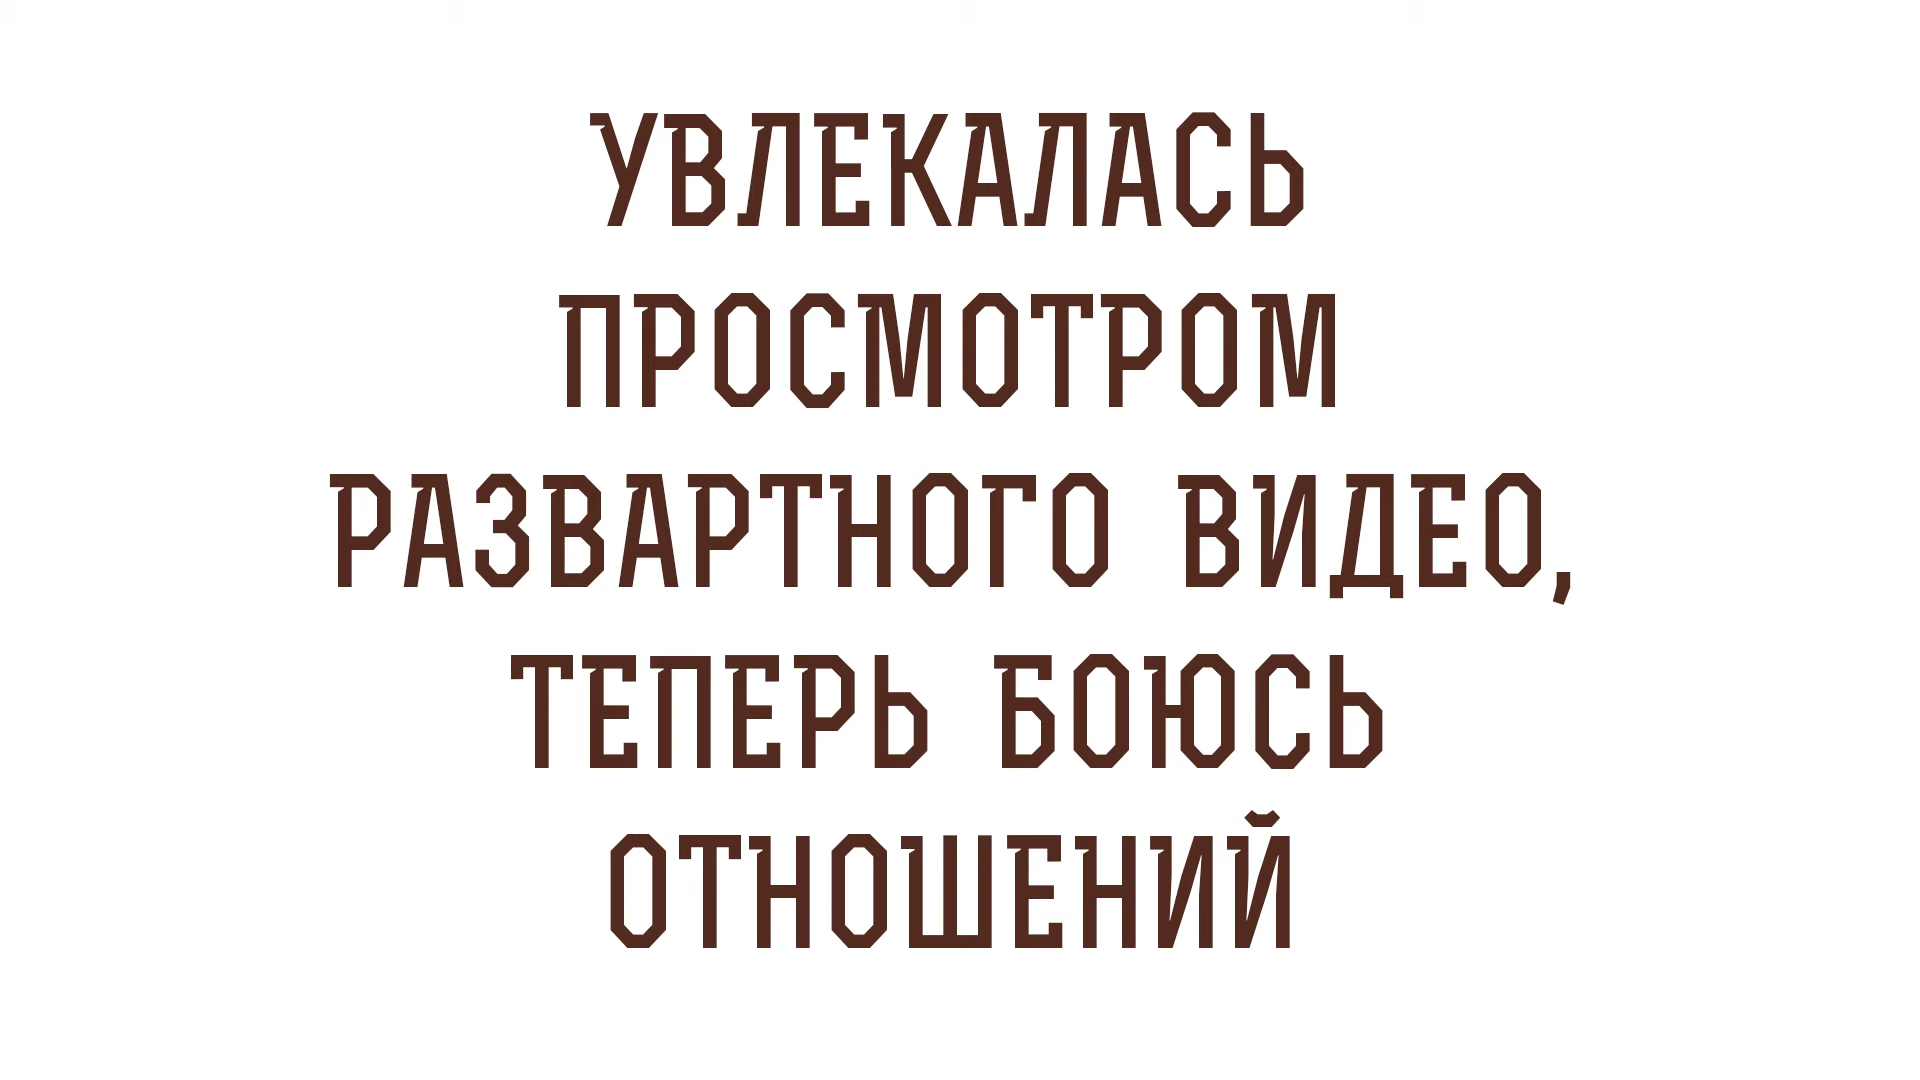 УВЛЕКАЛАСЬ
ПРОСМОТРОМ
РАЗВАРТНОГО ВИДЕО,
ТЕПЕРЬ БОЮСЬ
ОТНОШЕНИЙ